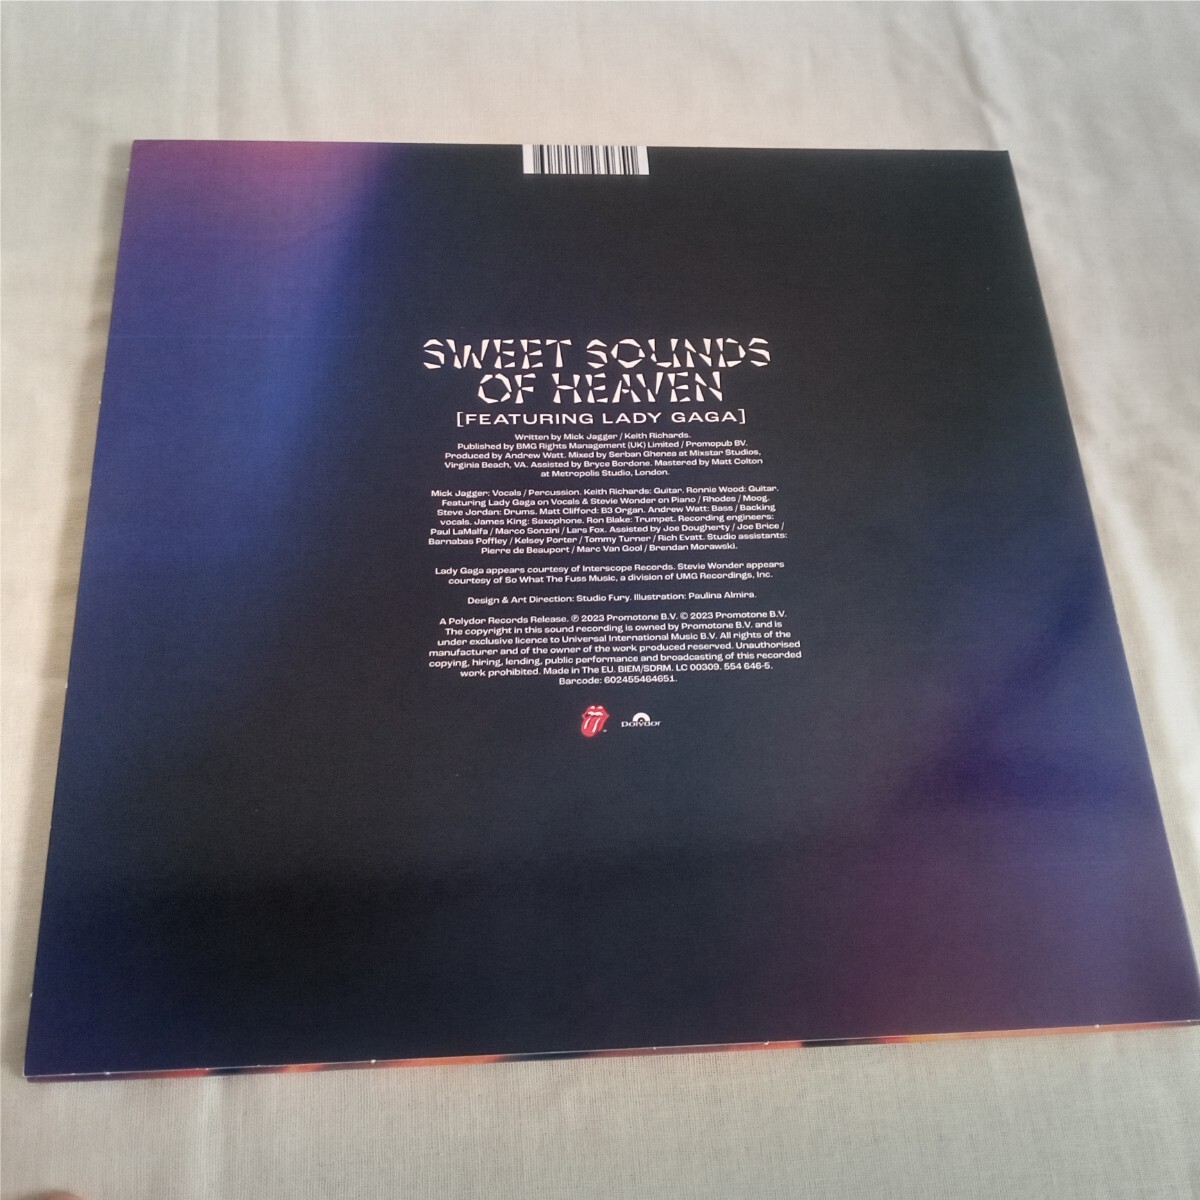 SWEET SOUNDS
OF HEAVEN
[FEATURING LADY GAGA]
Written by Mick Jagger / Keith Richards.
Published by BMG Rights Management (UK) Limited / Promopub BV.
Produced by Andrew Watt. Mixed by Serban Ghenea at Mixstar Studios,
Virginia Beach, VA. Assisted by Bryce Bordone. Mastered by Matt Colton
at Metropolis Studio, London.
Mick Jagger: Vocals / Percussion. Keith Richards: Guitar. Ronnie Wood: Guitar.
Featuring Lady Gaga on Vocals & Stevie Wonder on Piano / Rhodes / Moog.
Steve Jordan: Drums. Matt Clifford: B3 Organ. Andrew Watt: Bass / Backing
vocals. James King: Saxophone. Ron Blake: Trumpet. Recording engineers:
Paul LaMalfa / Marco Sonzini / Lars Fox. Assisted by Joe Dougherty / Joe Brice /
Barnabas Poffley / Kelsey Porter / Tommy Turner / Rich Evatt. Studio assistants:
Pierre de Beauport / Marc Van Gool / Brendan Morawski.
Lady Gaga appears courtesy of Interscope Records. Stevie Wonder appears
courtesy of So What The Fuss Music, a division of UMG Recordings, Inc.
Design & Art Direction: Studio Fury. Illustration: Paulina Almira.
A Polydor Records Release. ℗ 2023 Promotone B.V. © 2023 Promotone B.V.
The copyright in this sound recording is owned by Promotone B.V. and is
under exclusive licence to Universal International Music B.V. All rights of the
manufacturer and of the owner of the work produced reserved. Unauthorised
copying, hiring, lending, public performance and broadcasting of this recorded
work prohibited. Made in The EU. BIEM/SDRM. LC 00309. 554 646-5.
Barcode: 602455464651.
Polydor